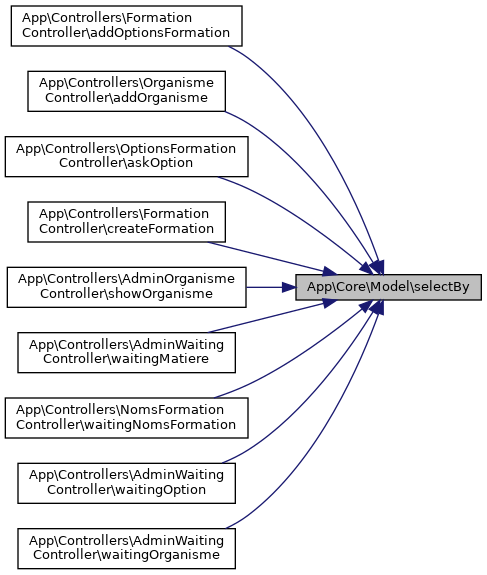 App\Controllers\Formation
Controller\addOptionsFormation
App\Controllers\Organisme
Controller\addOrganisme
App\Controllers\OptionsFormation
Controller\askOption
App\Controllers\Formation
Controller\createFormation
App\Controllers\AdminOrganisme
Controller\showOrganisme
App\Core\Model\selectBy
App\Controllers\AdminWaiting
Controller\waitingMatiere
App\Controllers\NomsFormation
Controller\waitingNomsFormation
App\Controllers\AdminWaiting
Controller\waitingOption
App\Controllers\AdminWaiting
Controller\waitingOrganisme